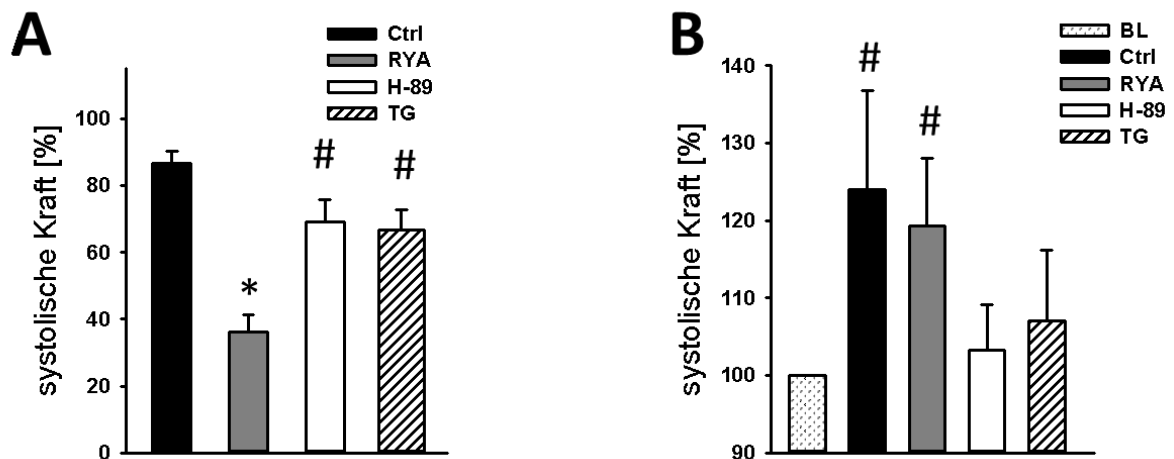 A
Ctrl
RYA
H-89
TG
systolische Kraft [%]
100
80
60
40
20
0
*
#
#
B
BL
Ctrl
RYA
H-89
TG
systolische Kraft [%]
140
130
120
110
100
90
#
#